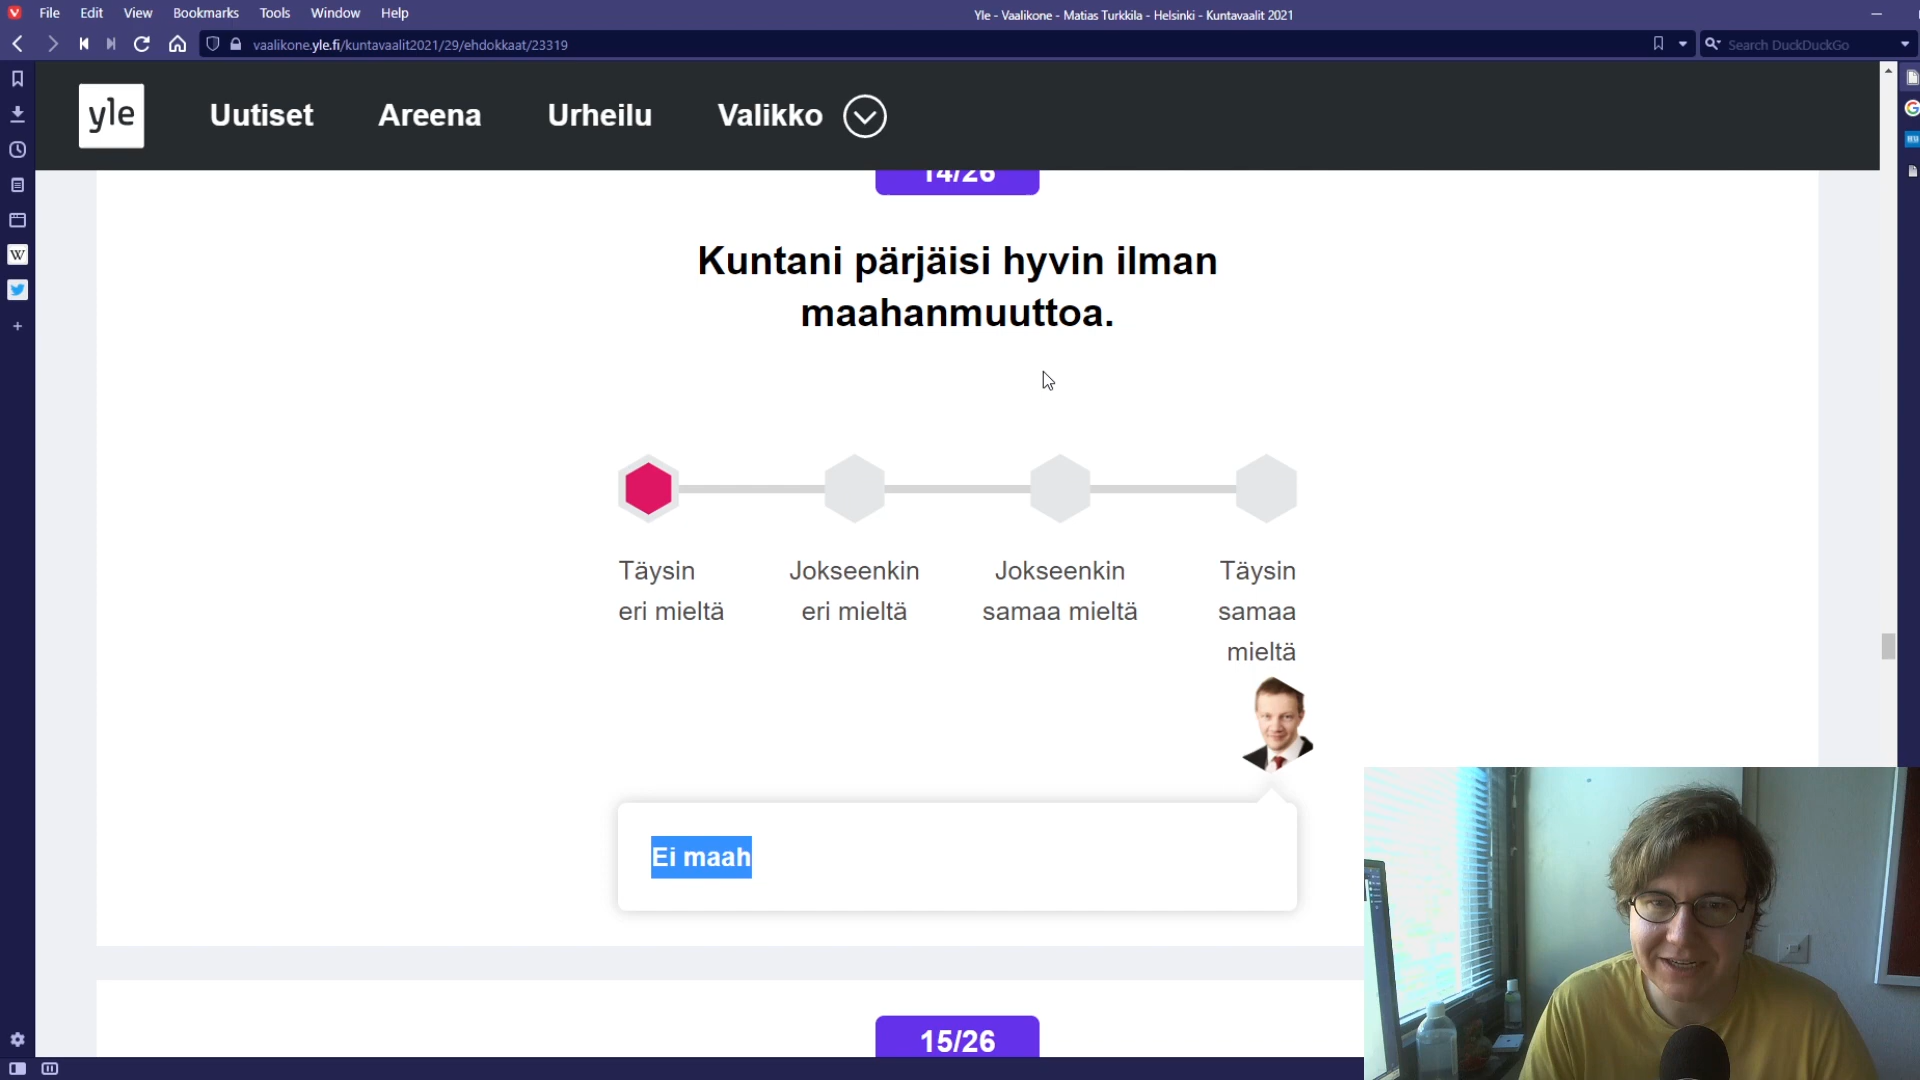 File Edit View Bookmarks Tools Window Help
Yle - Vaalikone - Matias Turkkila - Helsinki - Kuntavaalit 2021
vaalikone.yle.fi/kuntavaalit2021/29/ehdokkaat/23319
Search DuckDuckGo
yle Uutiset Areena Urheilu Valikko
14/26
Kuntani pärjäisi hyvin ilman
maahanmuuttoa.
Täysin
eri mieltä
Jokseenkin
eri mieltä
Jokseenkin
samaa mieltä
Täysin
samaa
mieltä
Ei maah
15/26